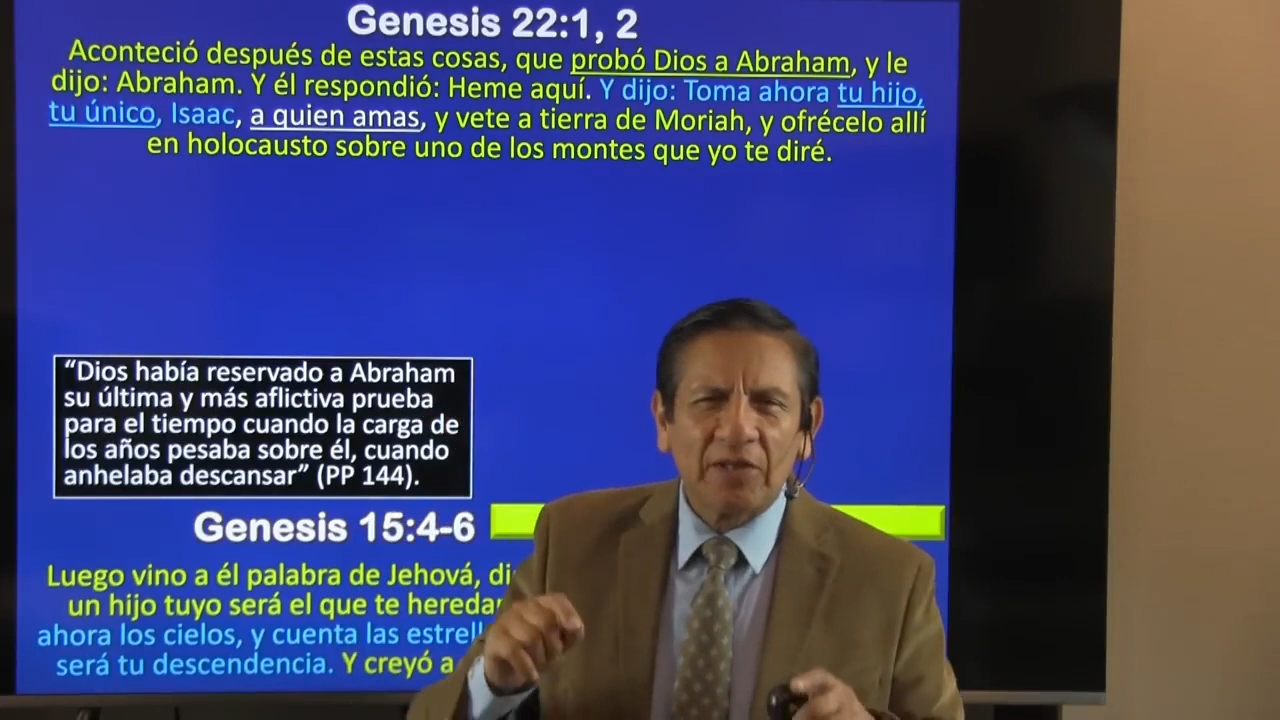 Genesis 22:1, 2
Aconteció después de estas cosas, que probó Dios a Abraham, y le
dijo: Abraham. Y él respondió: Heme aquí. Y dijo: Toma ahora tu hijo,
tu único, Isaac, a quien amas, y vete a tierra de Moriah, y ofrécelo allí
en holocausto sobre uno de los montes que yo te diré.
“Dios había reservado a Abraham
su última y más aflictiva prueba
para el tiempo cuando la carga de
los años pesaba sobre él, cuando
anhelaba descansar” (PP 144).
Genesis 15:4-6
Luego vino a él palabra de Jehová,
un hijo tuyo será el que te
ahora los cielos, y cuenta las
será tu descendencia. Y creyó a